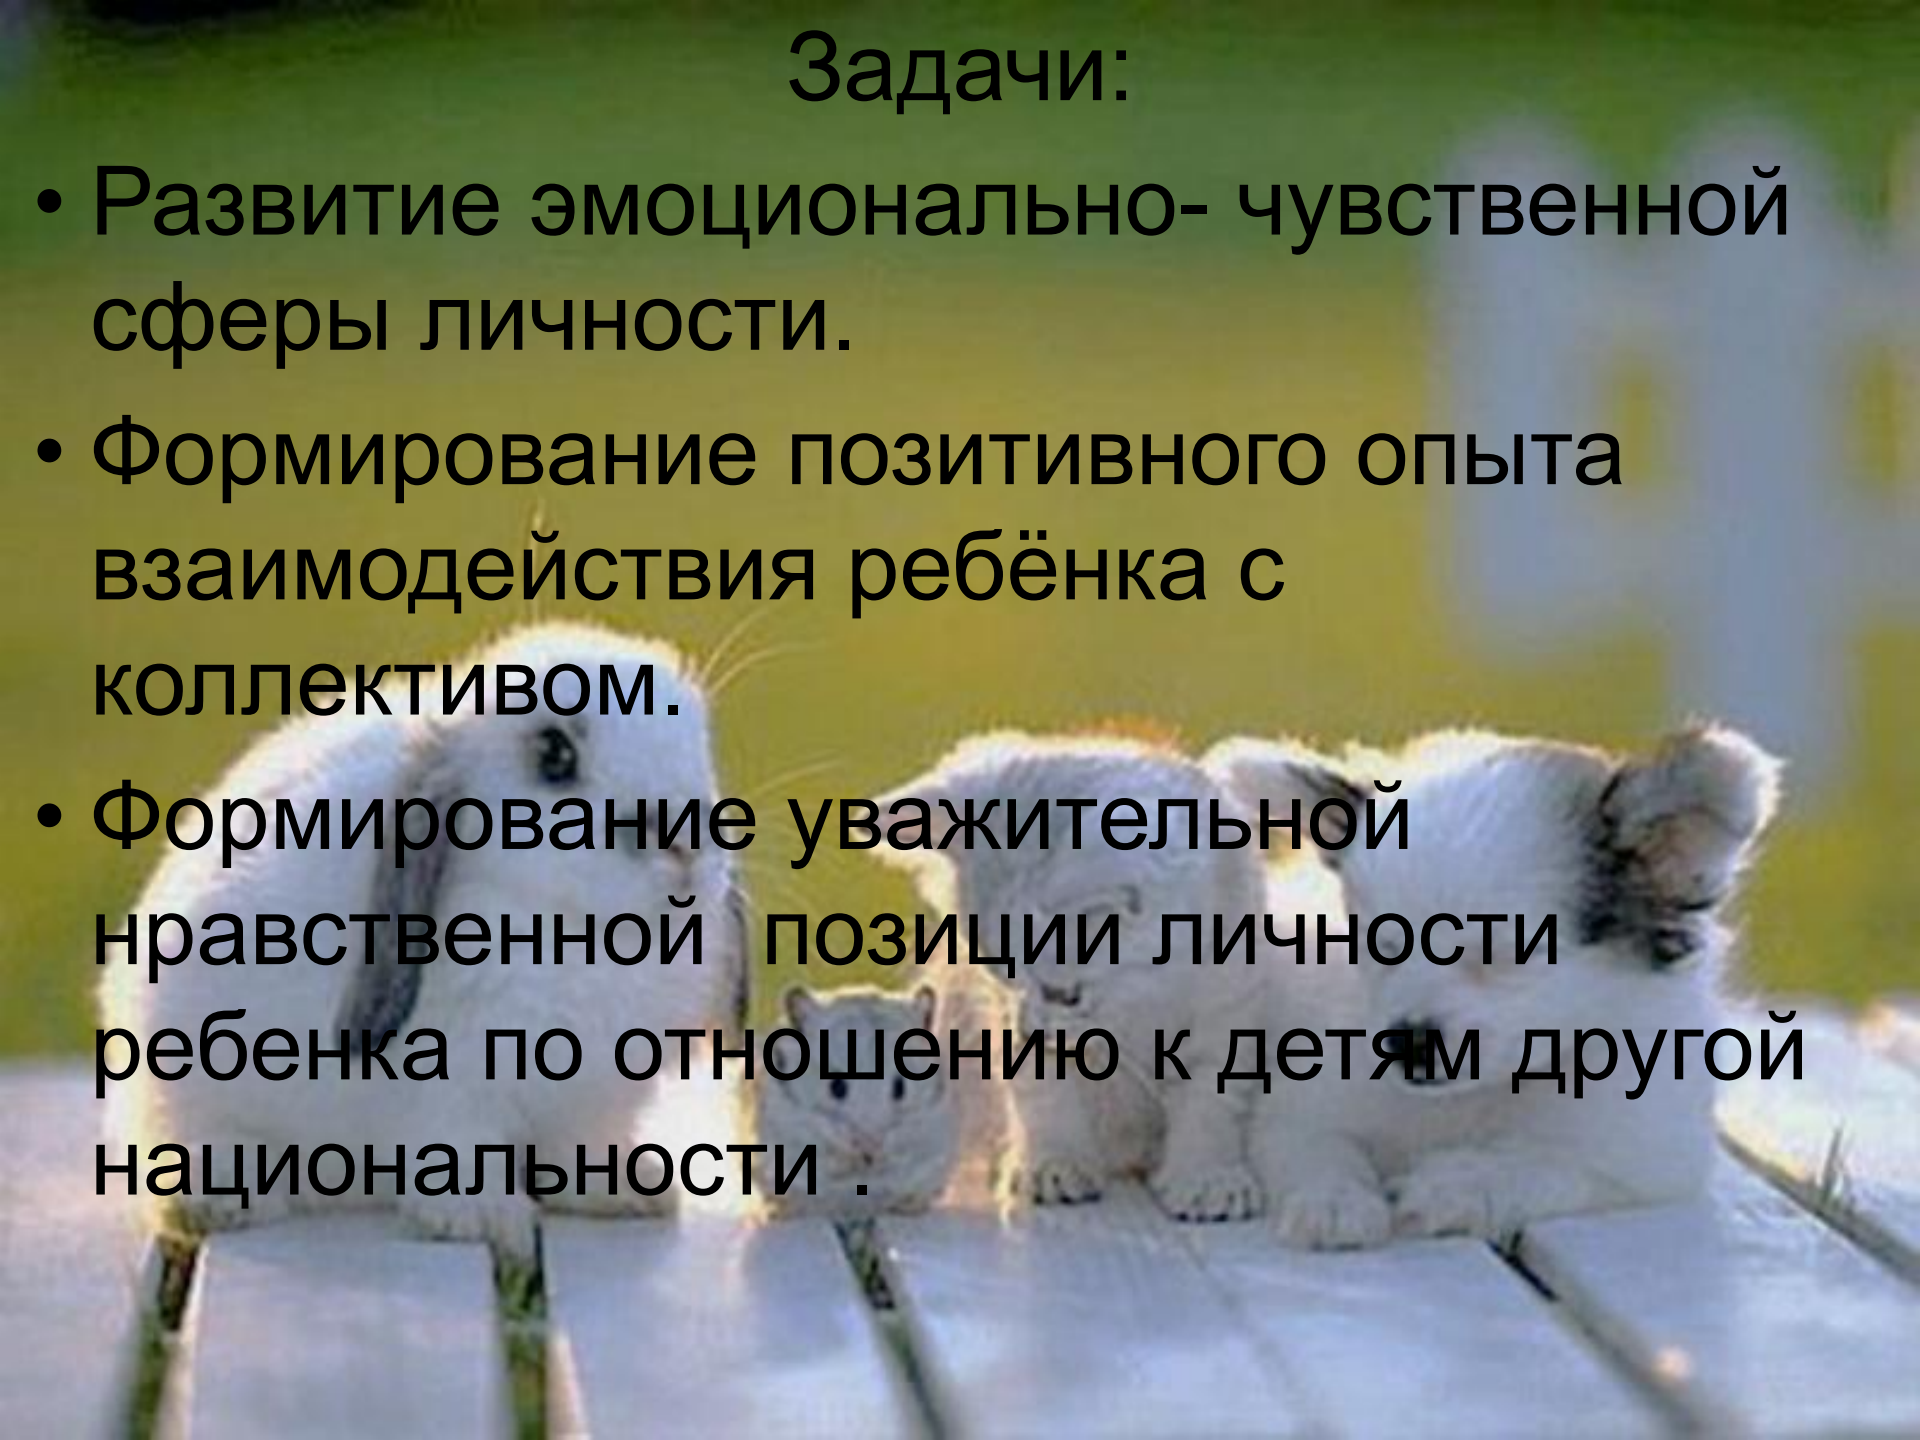 Задачи:
• Развитие эмоционально- чувственной
сферы личности.
• Формирование позитивного опыта
взаимодействия ребёнка с
коллективом.
• Формирование уважительной
нравственной  позиции личности
ребенка по отношению к детям другой
национальности .